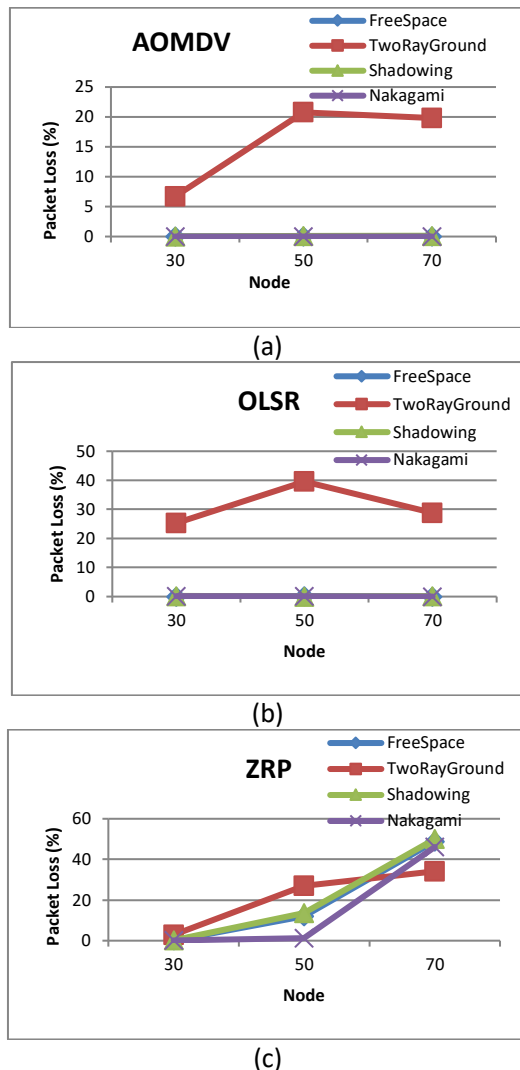 AOMDV
FreeSpace
TwoRayGround
Shadowing
Nakagami
Packet Loss (%)
25
20
15
10
5
0
30 50 70
Node
(a)
OLSR
FreeSpace
TwoRayGround
Shadowing
Nakagami
Packet Loss (%)
50
40
30
20
10
0
30 50 70
Node
(b)
ZRP
FreeSpace
TwoRayGround
Shadowing
Nakagami
Packet Loss (%)
60
40
20
0
30 50 70
Node
(c)